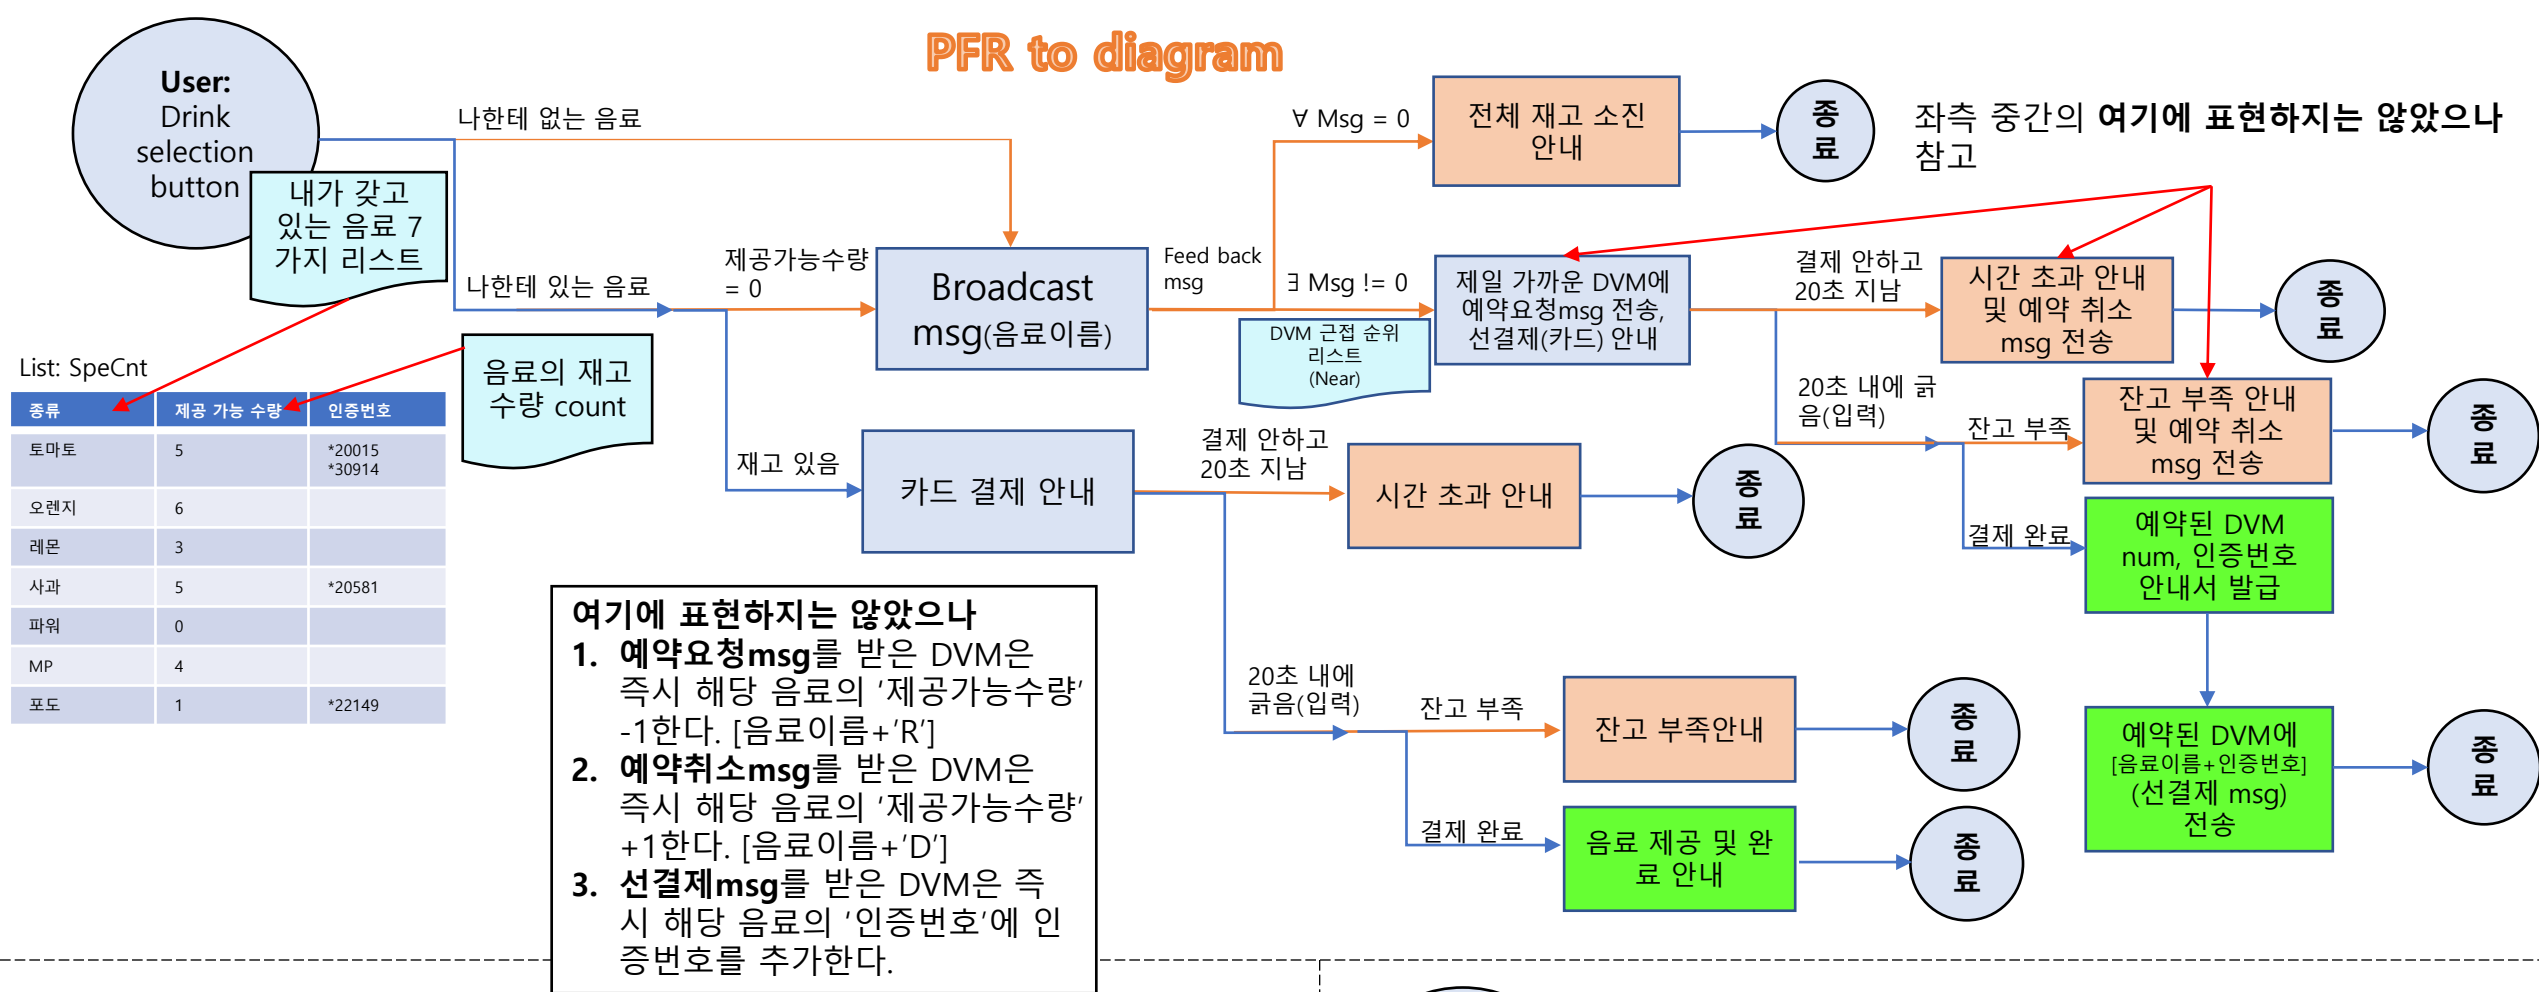 PFR to diagram
User:
Drink
selection
button
내가 갖고
있는 음료 7
가지 리스트
나한테 없는 음료
나한테 있는 음료
제공가능수량
= 0
Broadcast
msg(음료이름)
Feed back
msg
∀ Msg = 0
전체 재고 소진
안내
종
료
좌측 중간의 여기에 표현하지는 않았으나
참고
∃ Msg != 0
DVM 근접 순위
리스트
(Near)
제일 가까운 DVM에
예약요청msg 전송,
선결제(카드) 안내
결제 안하고
20초 지남
시간 초과 안내
및 예약 취소
msg 전송
종
료
20초 내에 긁
음(입력)
잔고 부족
잔고 부족 안내
및 예약 취소
msg 전송
종
료
결제 완료
예약된 DVM
num, 인증번호
안내서 발급
예약된 DVM에
[음료이름+인증번호]
(선결제 msg)
전송
종
료
List: SpeCnt
종류 제공 가능 수량 인증번호
토마토 5 *20015
*30914
오렌지 6
레몬 3
사과 5 *20581
파워 0
MP 4
포도 1 *22149
음료의 재고
수량 count
재고 있음
카드 결제 안내
결제 안하고
20초 지남
시간 초과 안내
종
료
20초 내에
긁음(입력)
잔고 부족
잔고 부족안내
종
료
결제 완료
음료 제공 및 완
료 안내
종
료
여기에 표현하지는 않았으나
1. 예약요청msg를 받은 DVM은
즉시 해당 음료의 '제공가능수량'
-1한다. [음료이름+'R']
2. 예약취소msg를 받은 DVM은
즉시 해당 음료의 '제공가능수량'
+1한다. [음료이름+'D']
3. 선결제msg를 받은 DVM은 즉
시 해당 음료의 '인증번호'에 인
증번호를 추가한다.